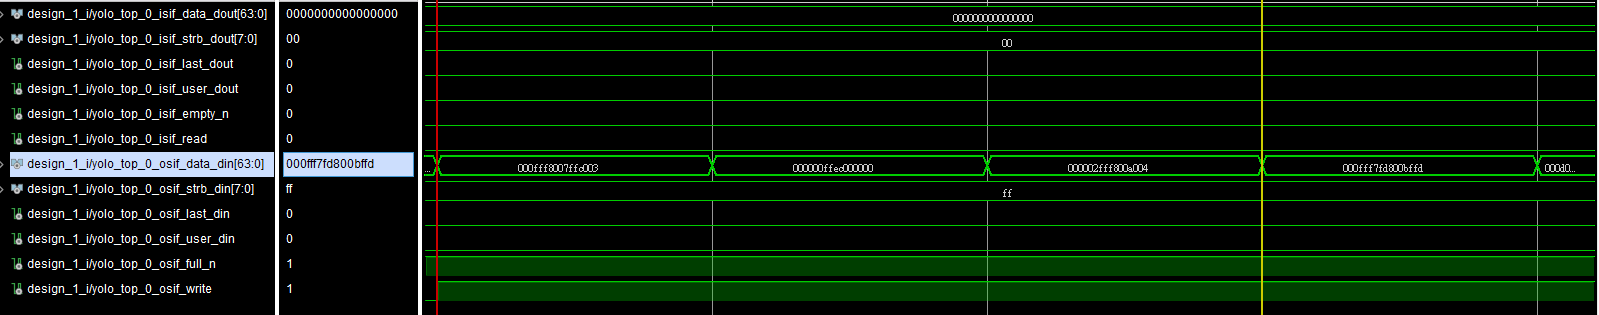 design_1_i/yolo_top_0_isif_data_dout[63:0] 0000000000000000 0000000000000000
design_1_i/yolo_top_0_isif_strb_dout[7:0] 00 00
design_1_i/yolo_top_0_isif_last_dout 0
design_1_i/yolo_top_0_isif_user_dout 0
design_1_i/yolo_top_0_isif_empty_n 0
design_1_i/yolo_top_0_isif_read 0
design_1_i/yolo_top_0_osif_data_din[63:0] 000fff7fd800bffd ... 000fff8007ffc003 000000ffec000000 000002fff800a004 000fff7fd800bffd 000d0...
design_1_i/yolo_top_0_osif_strb_din[7:0] ff ff
design_1_i/yolo_top_0_osif_last_din 0
design_1_i/yolo_top_0_osif_user_din 0
design_1_i/yolo_top_0_osif_full_n 1
design_1_i/yolo_top_0_osif_write 1